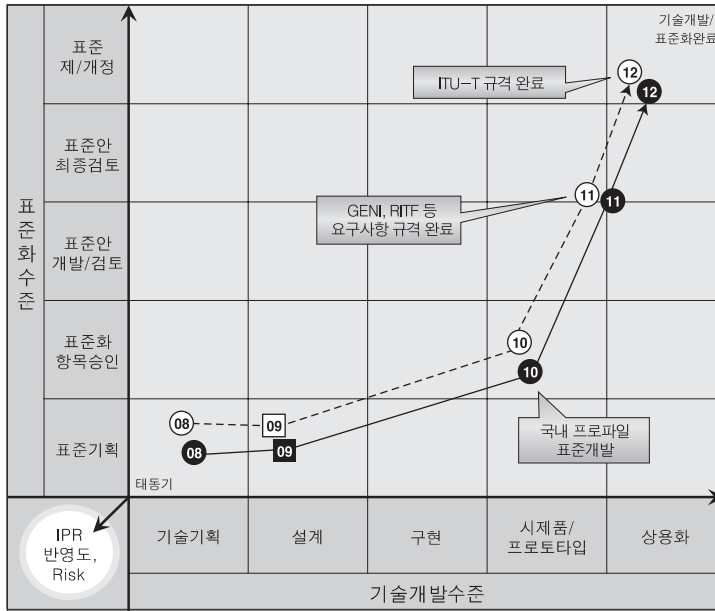 기술개발/
표준화완료
표준
제/개정
12
ITU-T 규격 완료
12
표준안
최종검토
11
11
GENI, RITF 등
요구사항 규격 완료
표준화수준
표준안
개발/검토
10
표준화
항목승인
10
08
09
국내 프로파일
표준개발
표준기획
08
09
태동기
IPR
반영도,
Risk
기술기획
설계
구현
시제품/
프로토타입
상용화
기술개발수준